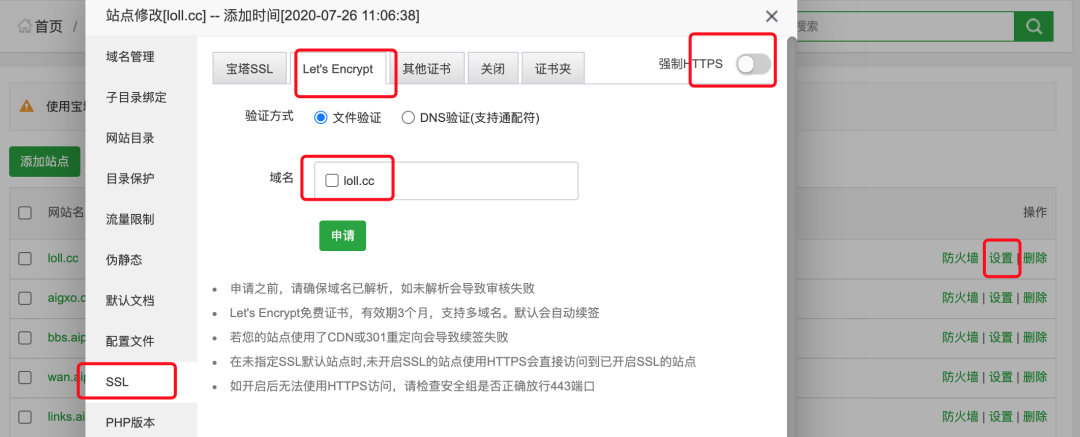 站点修改[loll.cc] -- 添加时间[2020-07-26 11:06:38]
首页 /
搜索
域名管理
子目录绑定
网站目录
目录保护
流量限制
伪静态
默认文档
配置文件
SSL
PHP版本
宝塔SSL Let's Encrypt 其他证书 关闭 证书夹 强制HTTPS
验证方式 文件验证 DNS验证(支持通配符)
域名 loll.cc
申请
申请之前，请确保域名已解析，如未解析会导致审核失败
Let's Encrypt免费证书，有效期3个月，支持多域名。默认会自动续签
若您的站点使用了CDN或301重定向会导致续签失败
在未指定SSL默认站点时,未开启SSL的站点使用HTTPS会直接访问到已开启SSL的站点
如开启后无法使用HTTPS访问，请检查安全组是否正确放行443端口
使用宝
添加站点
网站名 操作
loll.cc 防火墙 | 设置 | 删除
aigxo.c 防火墙 | 设置 | 删除
bbs.aip 防火墙 | 设置 | 删除
wan.aip 防火墙 | 设置 | 删除
links.ai 防火墙 | 设置 | 删除